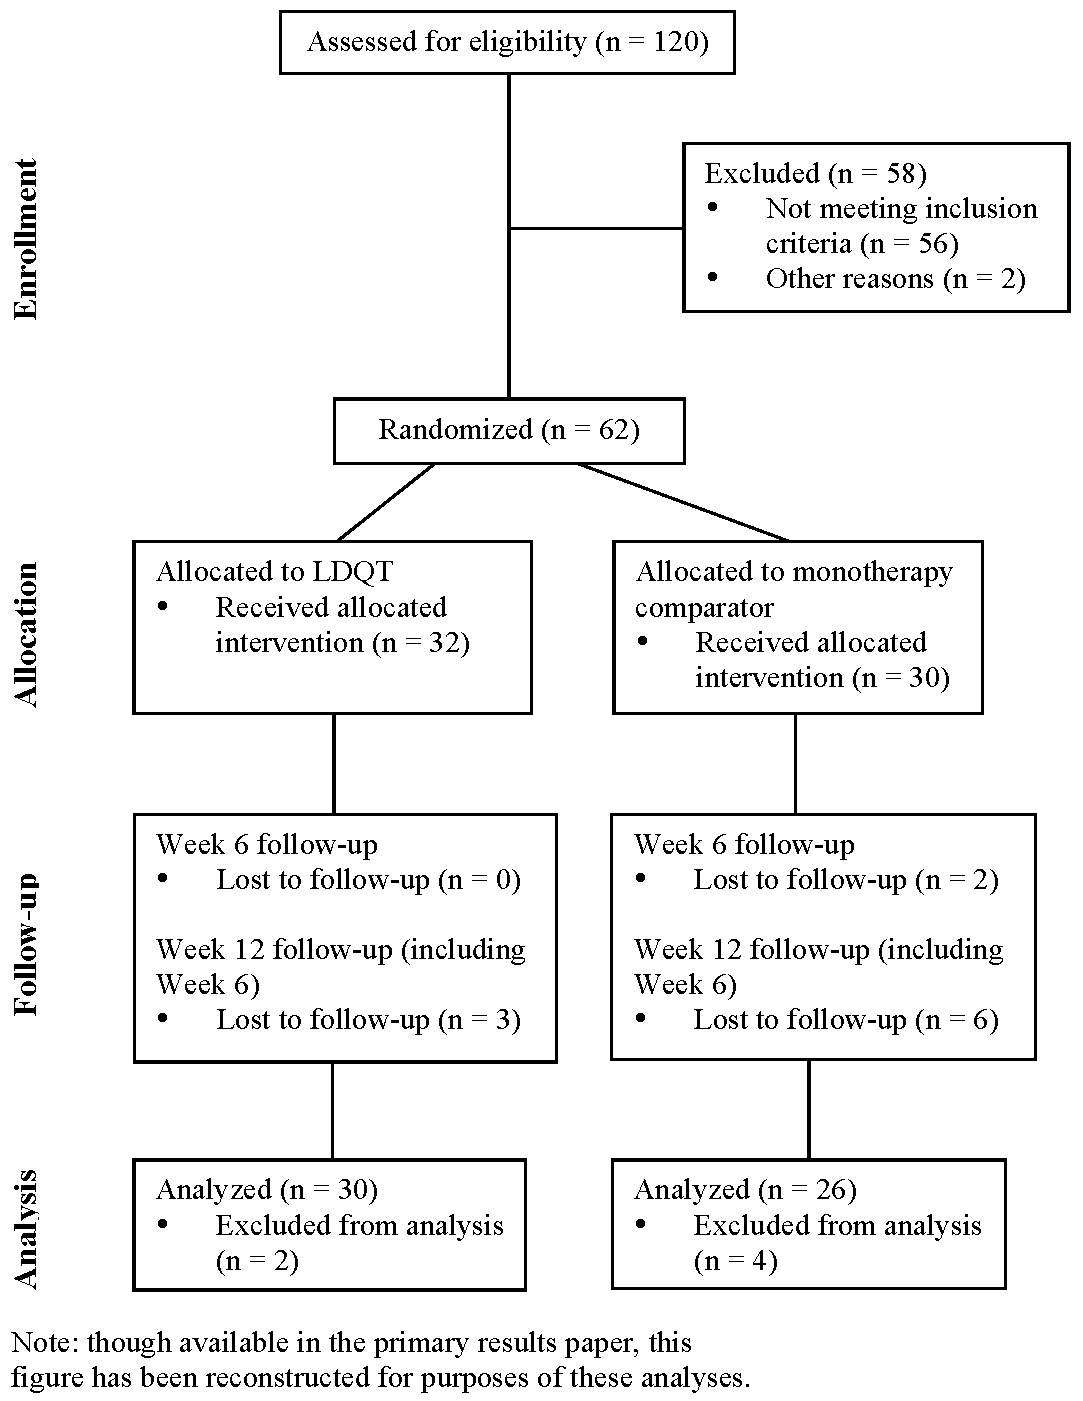 Assessed for eligibility (n = 120)
Enrollment
Excluded (n = 58)
• Not meeting inclusion
criteria (n = 56)
• Other reasons (n = 2)
Randomized (n = 62)
Allocation
Allocated to LDQT
• Received allocated
intervention (n = 32)
Allocated to monotherapy
comparator
• Received allocated
intervention (n = 30)
Follow-up
Week 6 follow-up
• Lost to follow-up (n = 0)
Week 12 follow-up (including
Week 6)
• Lost to follow-up (n = 3)
Week 6 follow-up
• Lost to follow-up (n = 2)
Week 12 follow-up (including
Week 6)
• Lost to follow-up (n = 6)
Analysis
Analyzed (n = 30)
• Excluded from analysis
(n = 2)
Analyzed (n = 26)
• Excluded from analysis
(n = 4)
Note: though available in the primary results paper, this
figure has been reconstructed for purposes of these analyses.